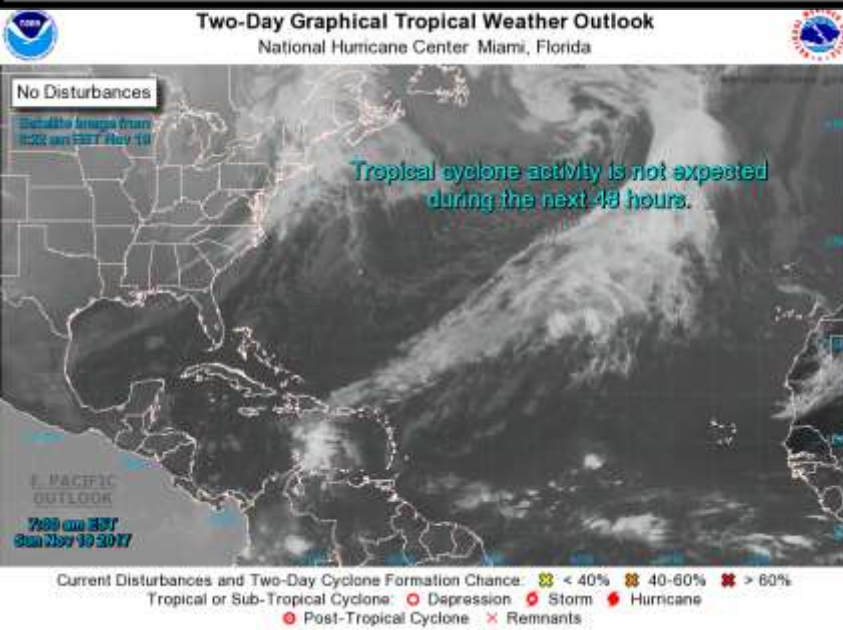 Two-Day Graphical Tropical Weather Outlook
National Hurricane Center Miami, Florida
No Disturbances
Satellite Image from
am EST Nov
Tropical cyclone activity is not expected
during the next 48 hours.
E. PACIFIC
OUTLOOK
7:00 am EST
Sun Nov 19 2017
Current Disturbances and Two-Day Cyclone Formation Chance: < 40% 40-60% > 60%
Tropical or Sub-Tropical Cyclone: Depression Storm Hurricane
Post-Tropical Cyclone Remnants